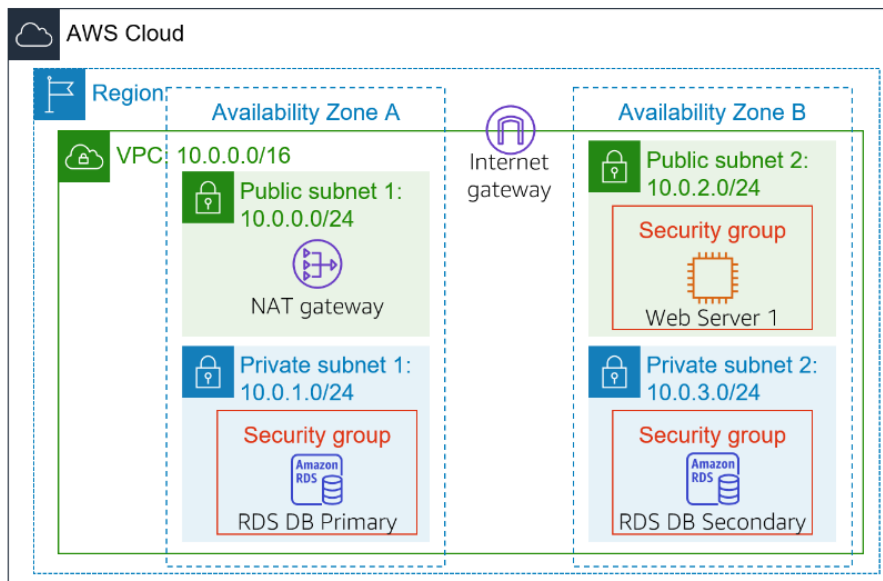 AWS Cloud
Region
Availability Zone A
Availability Zone B
VPC: 10.0.0.0/16
Internet
gateway
Public subnet 1:
10.0.0.0/24
NAT gateway
Public subnet 2:
10.0.2.0/24
Security group
Web Server 1
Private subnet 1:
10.0.1.0/24
Security group
Amazon
RDS
RDS DB Primary
Private subnet 2:
10.0.3.0/24
Security group
Amazon
RDS
RDS DB Secondary